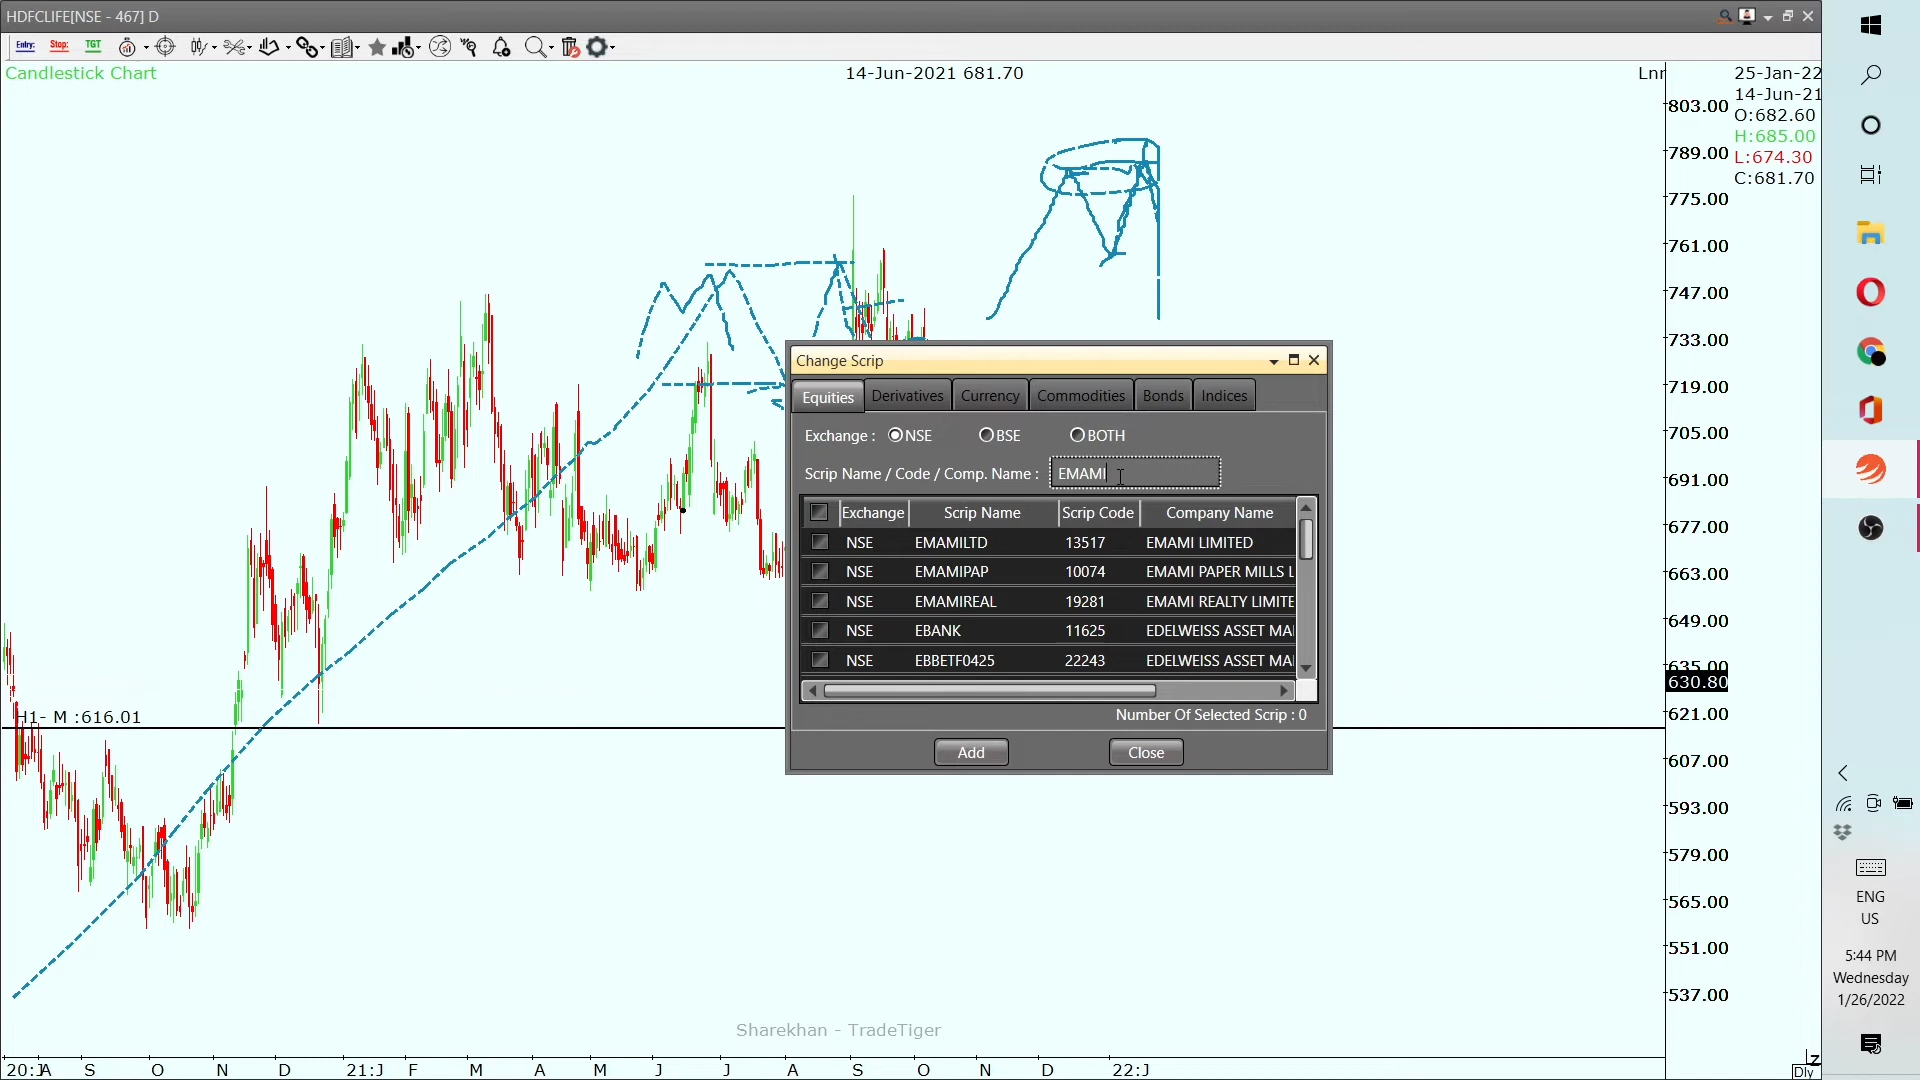 HDFCLIFE[NSE - 467] D
Entry: Stop: TGT
Candlestick Chart
14-Jun-2021 681.70
25-Jan-22
14-Jun-21
O:682.60
H:685.00
L:674.30
C:681.70
803.00
789.00
775.00
761.00
747.00
733.00
719.00
705.00
691.00
677.00
663.00
649.00
635.00
630.80
621.00
607.00
593.00
579.00
565.00
551.00
537.00
H1- M :616.01
Change Scrip
Equities Derivatives Currency Commodities Bonds Indices
Exchange : NSE BSE BOTH
Scrip Name / Code / Comp. Name : EMAMI
Exchange Scrip Name Scrip Code Company Name
NSE EMAMILTD 13517 EMAMI LIMITED
NSE EMAMIPAP 10074 EMAMI PAPER MILLS L
NSE EMAMIREAL 19281 EMAMI REALTY LIMITE
NSE EBANK 11625 EDELWEISS ASSET MA
NSE EBBETF0425 22243 EDELWEISS ASSET MA
Number Of Selected Scrip : 0
Add Close
Sharekhan - TradeTiger
S O N D 21:J F M A M J J A S O N D 22:J
Dly
ENG
US
5:44 PM
Wednesday
1/26/2022